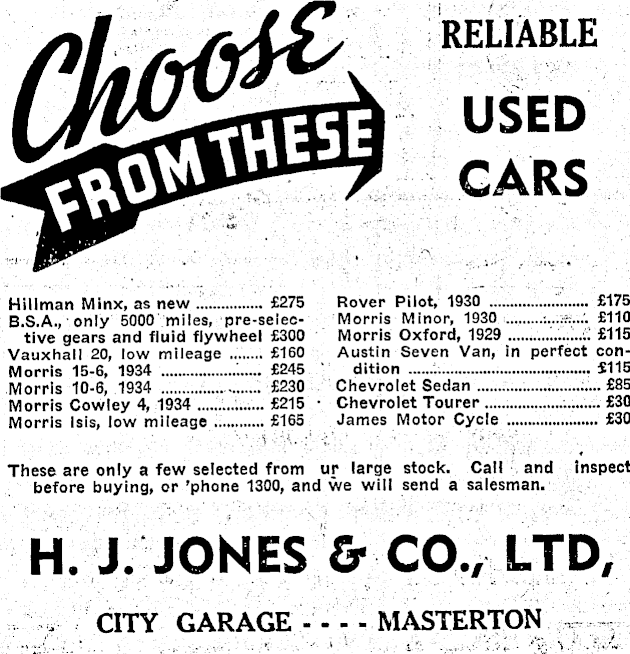 Choose
FROM THESE
RELIABLE
USED
CARS
Hillman Minx, as new ............... £275
B.S.A., only 5000 miles, pre-selec-
tive gears and fluid flywheel £300
Vauxhall 20, low mileage ........ £160
Morris 15-6, 1934 ..................... £245
Morris 10-6, 1934 ..................... £230
Morris Cowley 4, 1934 ............... £215
Morris Isis, low mileage ............ £165
Rover Pilot, 1930 ...................... £175
Morris Minor, 1930 ................... £110
Morris Oxford, 1929 .................. £115
Austin Seven Van, in perfect con-
dition ........................................ £115
Chevrolet Sedan ........................... £85
Chevrolet Tourer .......................... £30
James Motor Cycle ..................... £30
These are only a few selected from ur large stock. Call and inspect
before buying, or 'phone 1300, and we will send a salesman.
H. J. JONES & CO., LTD,
CITY GARAGE - - - - MASTERTON